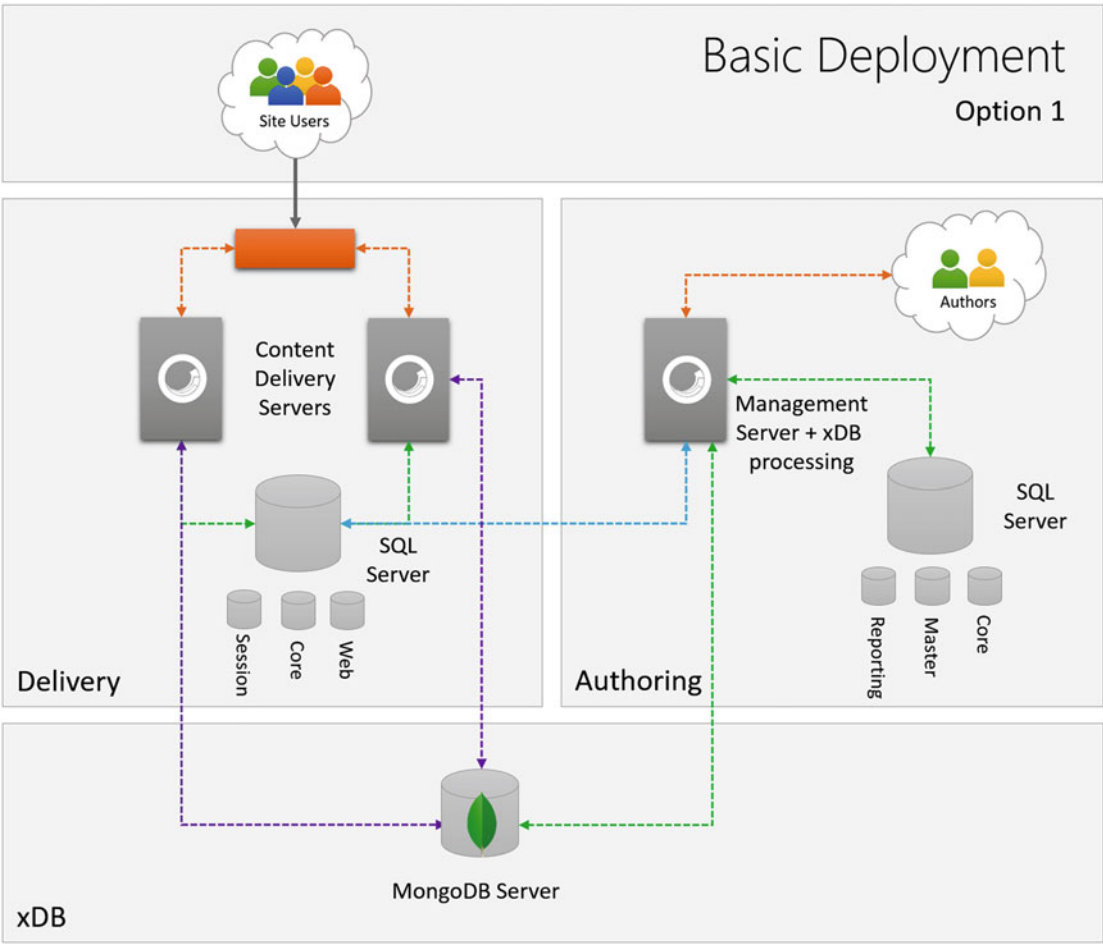 Basic Deployment
Option 1
Site Users
Authors
Content
Delivery
Servers
Management
Server + xDB
processing
SQL
Server
SQL
Server
Session
Core
Web
Reporting
Master
Core
Delivery
Authoring
MongoDB Server
xDB